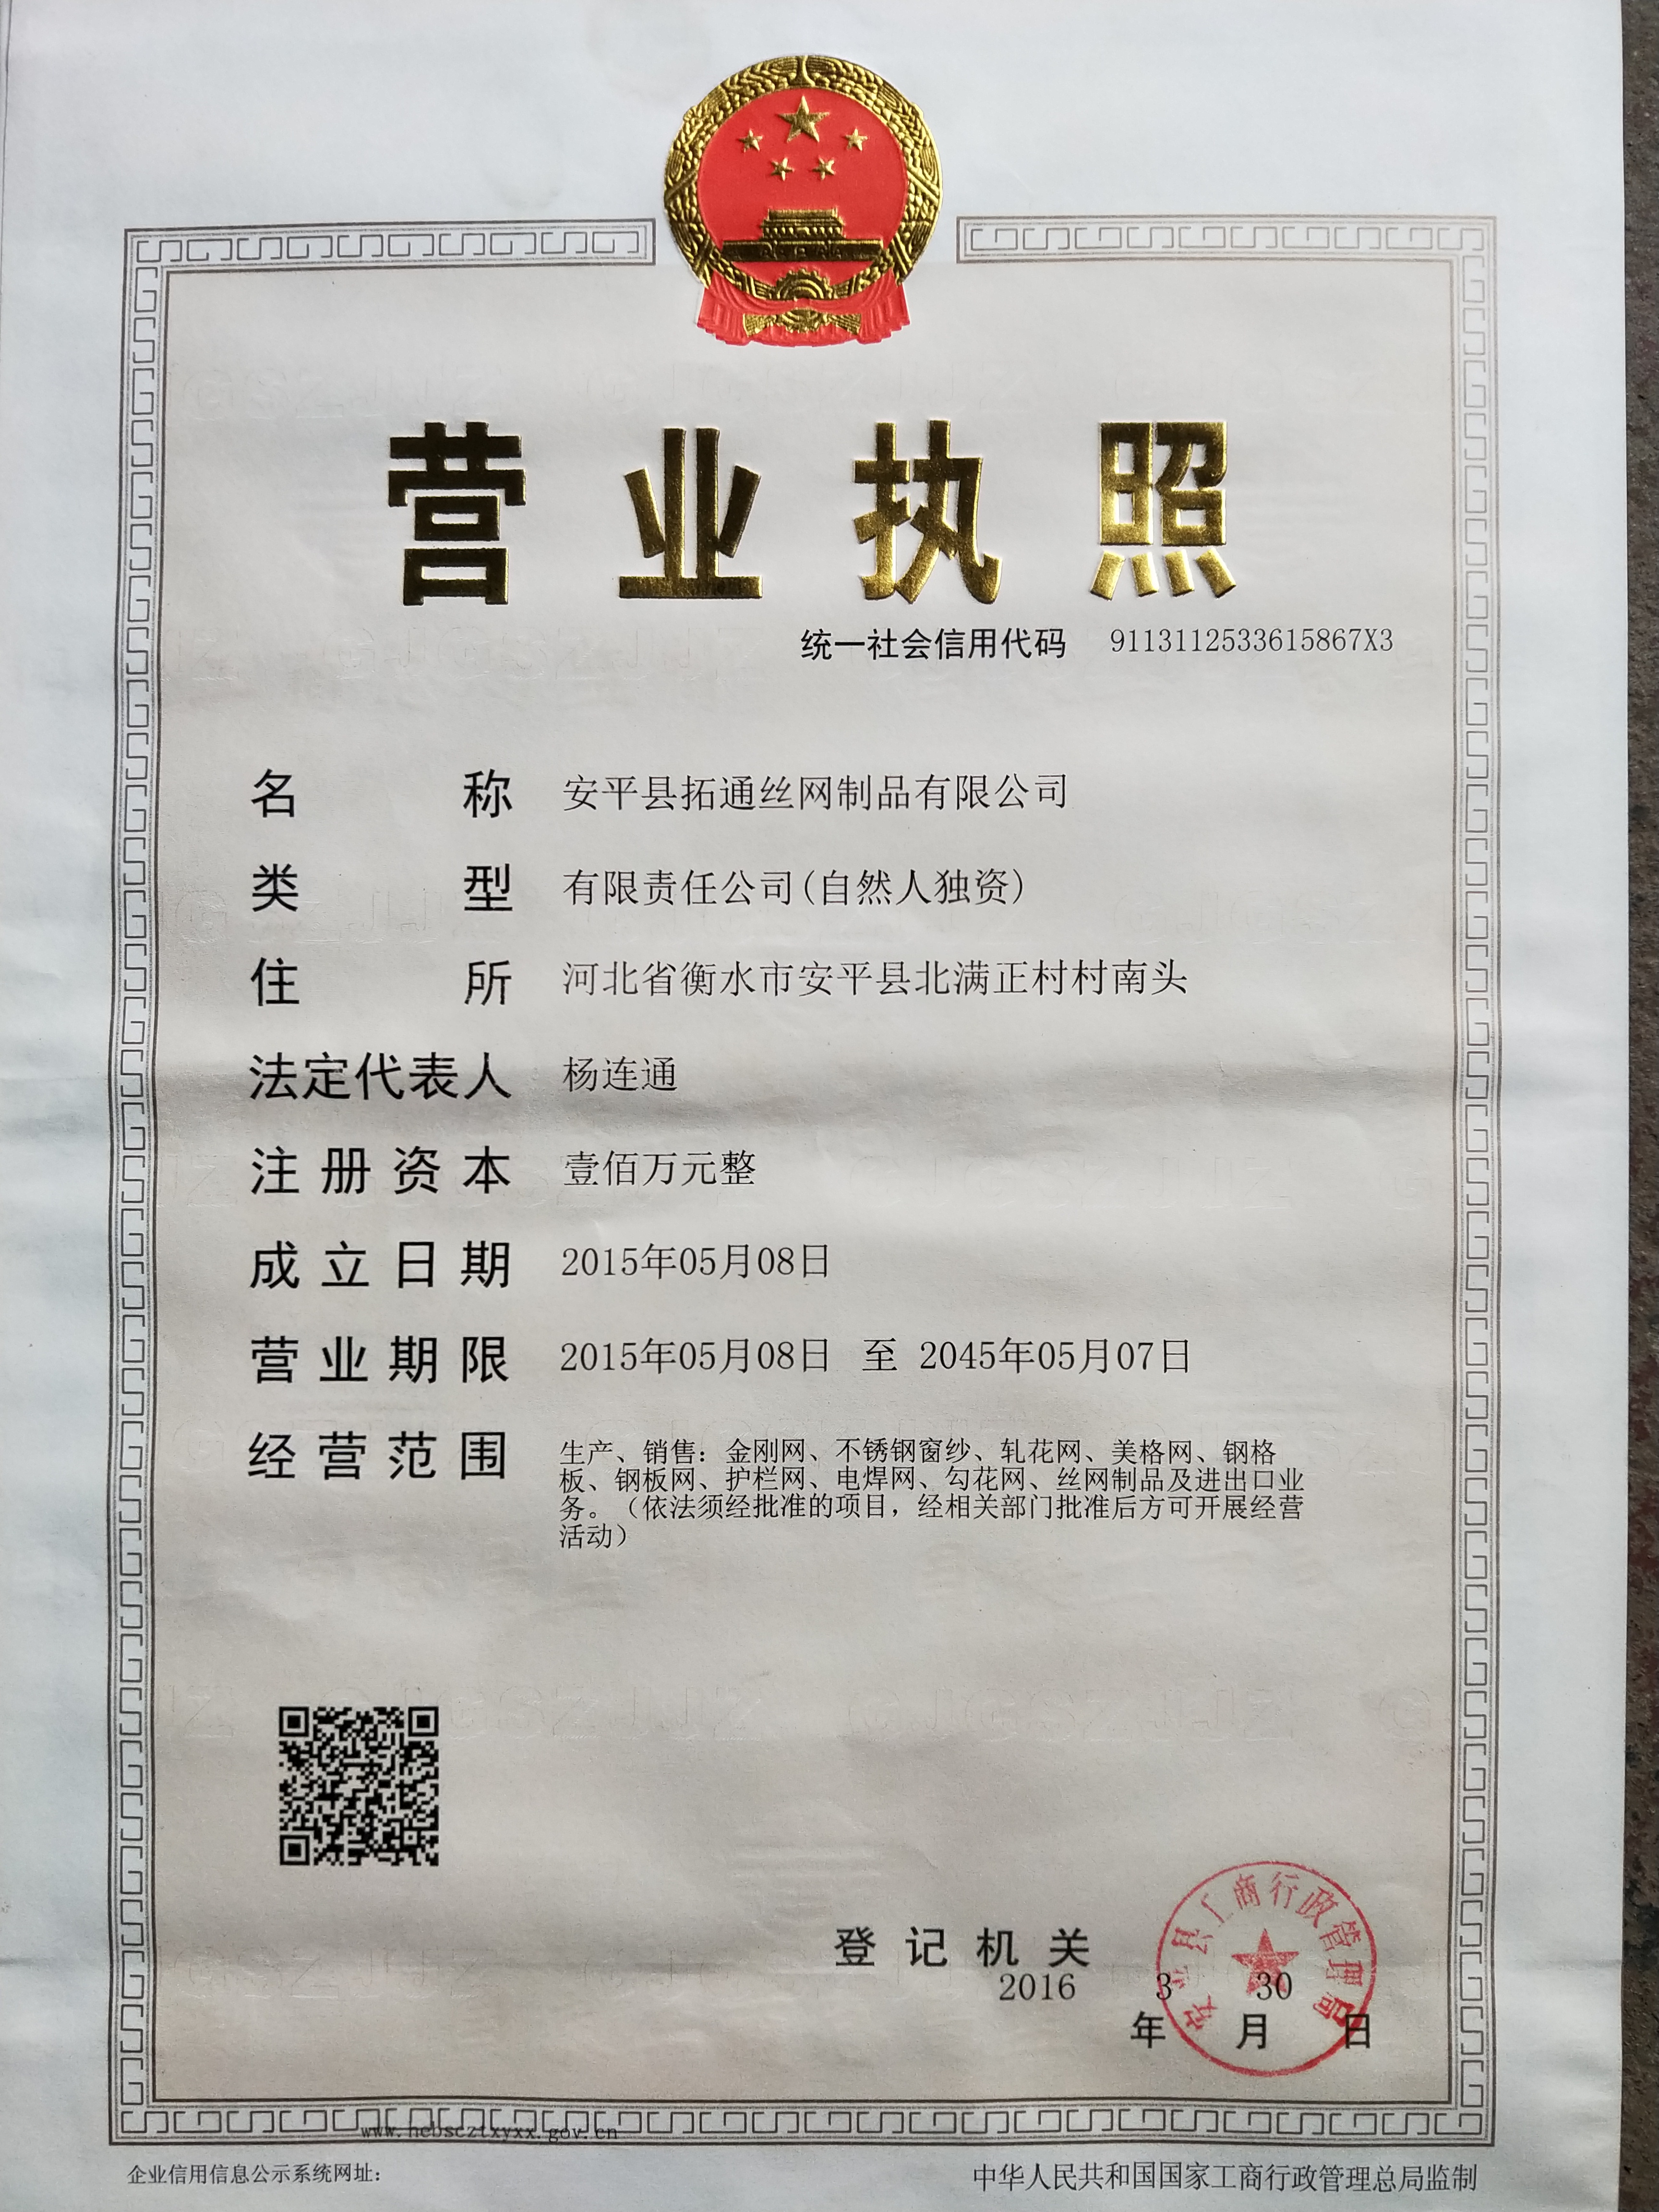 营业执照
统一社会信用代码 9113112533615867X3
名称 安平县拓通丝网制品有限公司
类型 有限责任公司(自然人独资)
住所 河北省衡水市安平县北满正村村南头
法定代表人 杨连通
注册资本 壹佰万元整
成立日期 2015年05月08日
营业期限 2015年05月08日 至 2045年05月07日
经营范围 生产、销售：金刚网、不锈钢窗纱、轧花网、美格网、钢格
板、钢板网、护栏网、电焊网、勾花网、丝网制品及进出口业
务。（依法须经批准的项目，经相关部门批准后方可开展经营
活动）
登记机关
安平县工商行政管理局
2016 3 30
年 月 日
www.hebscztxyxx.gov.cn
企业信用信息公示系统网址：
中华人民共和国国家工商行政管理总局监制